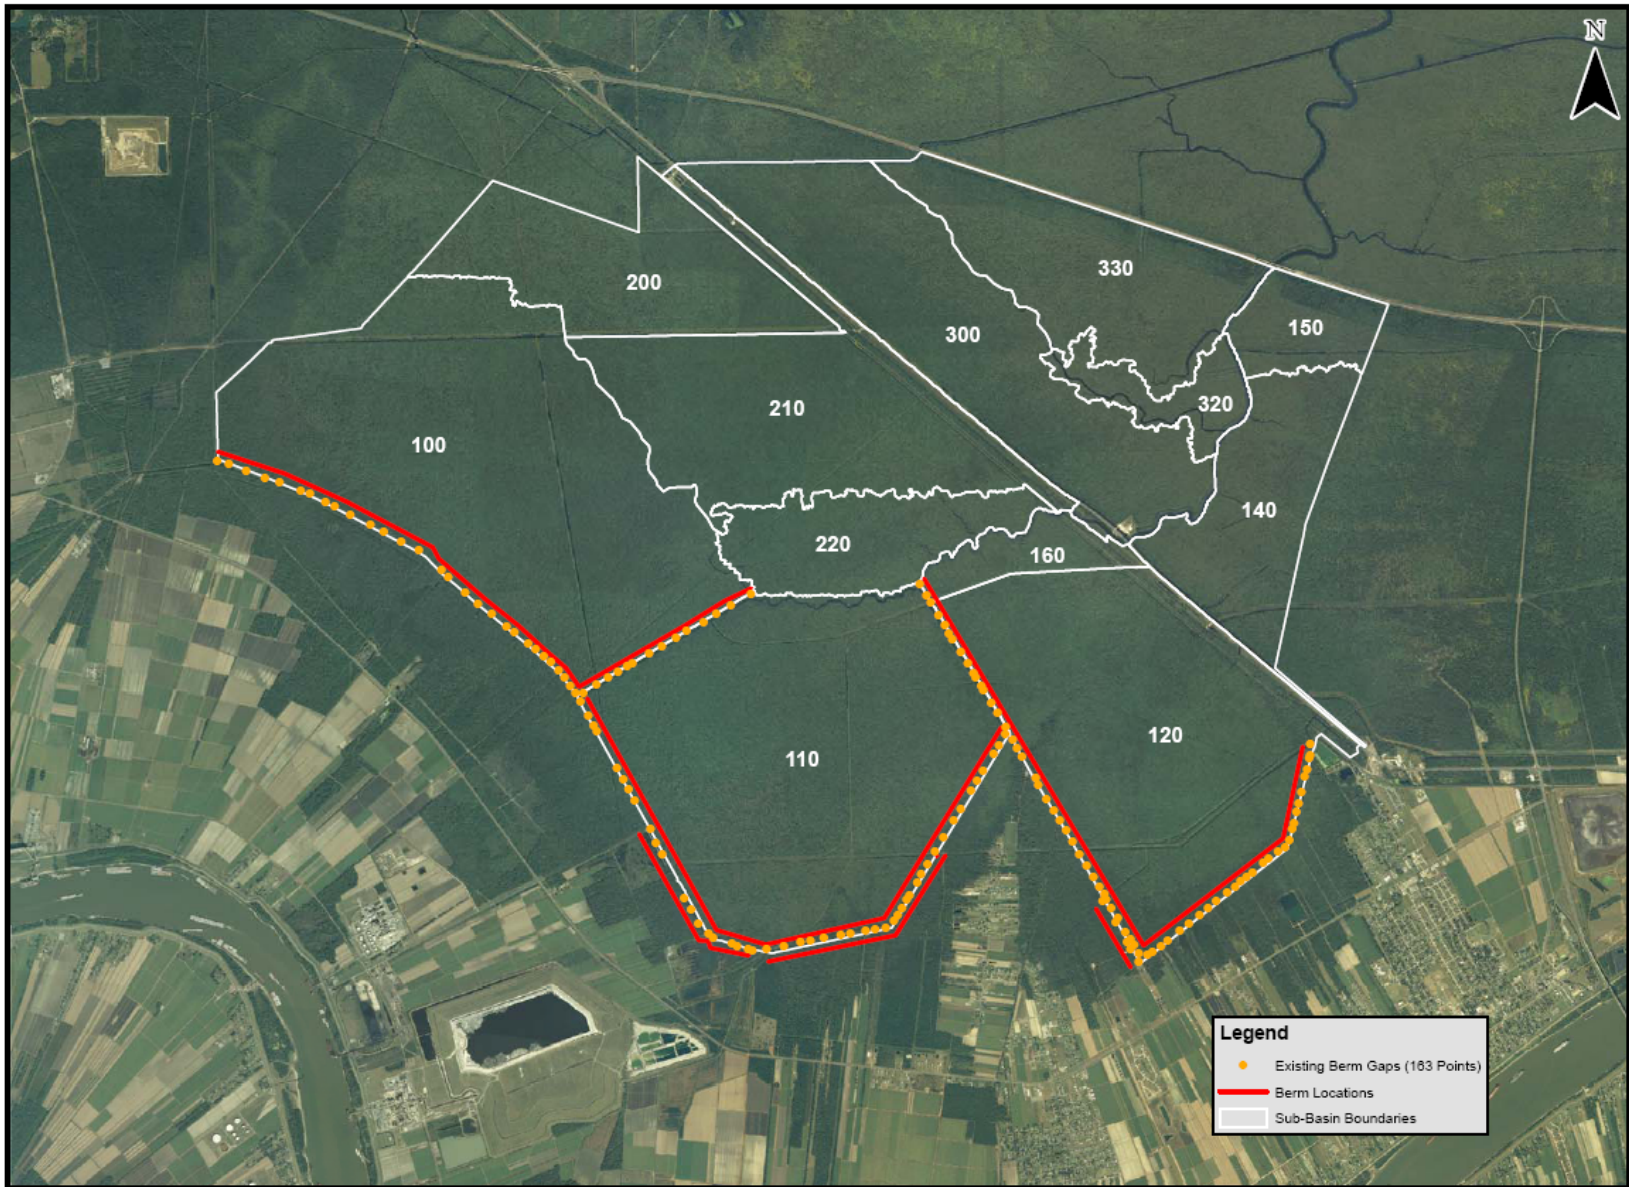 N
200
330
300
150
210
320
100
140
220
160
120
110
Legend
Existing Berm Gaps (163 Points)
Berm Locations
Sub-Basin Boundaries